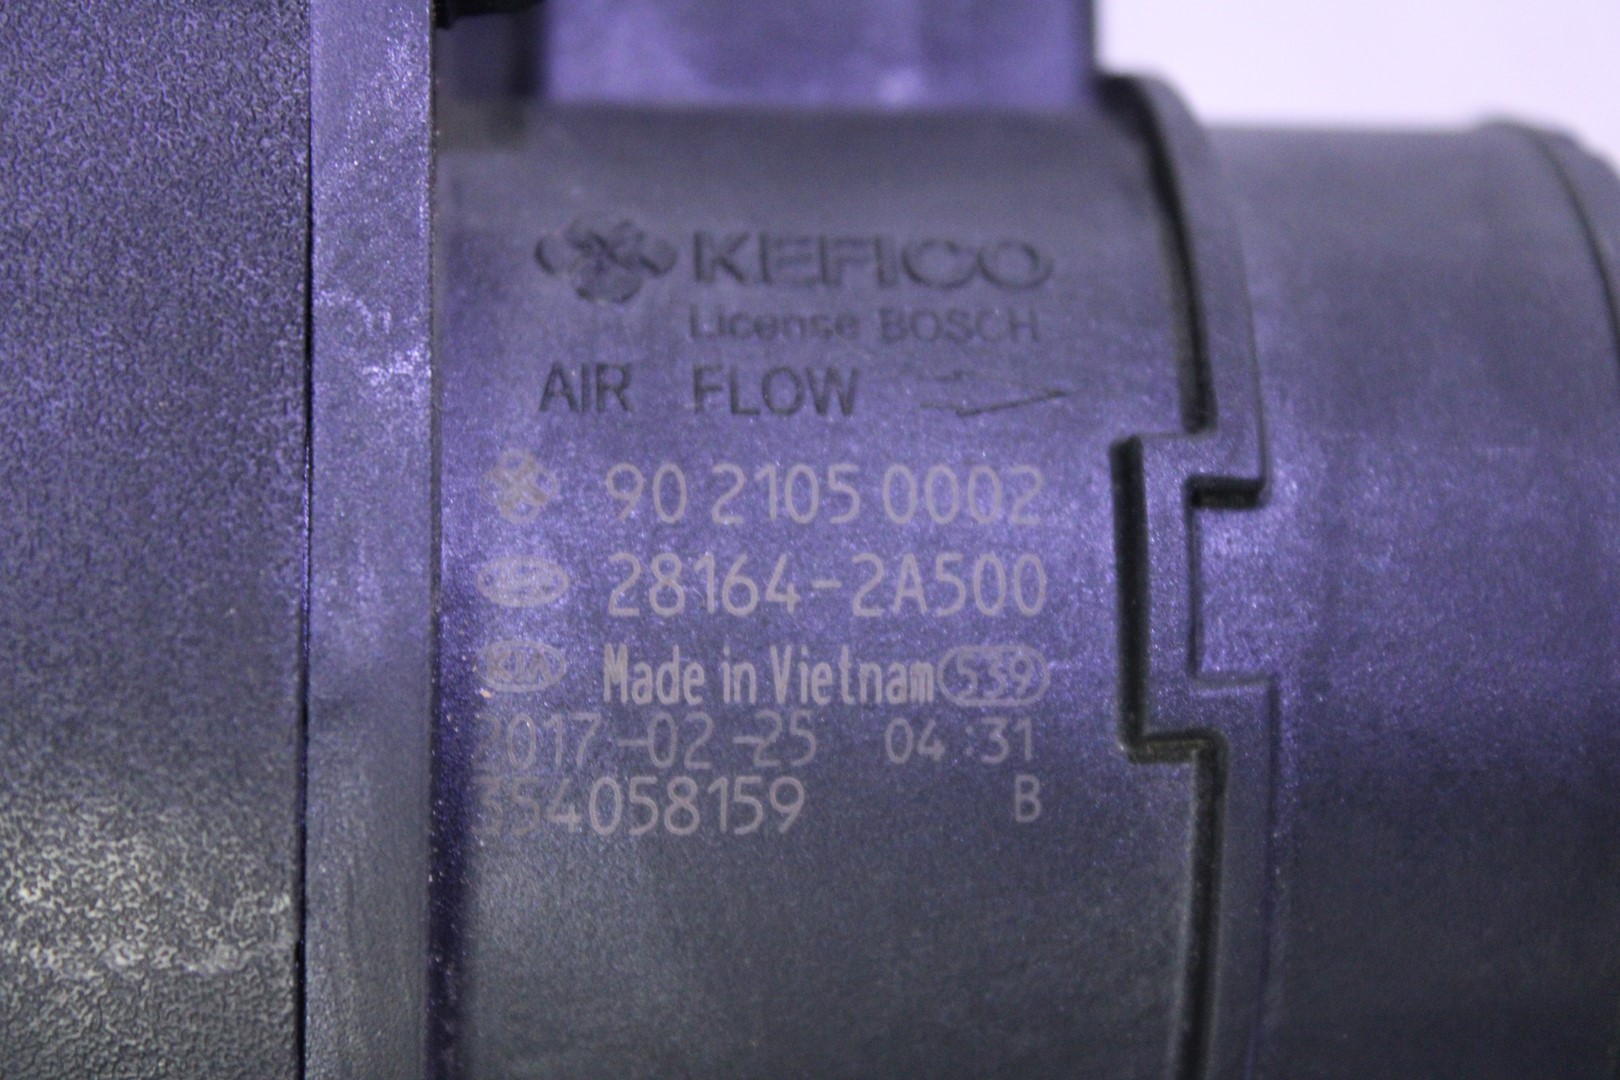 KEFICO
License BOSCH
AIR FLOW
90 2105 0002
28164-2A500
KIA Made in Vietnam 539
2017-02-25 04:31
354058159 B